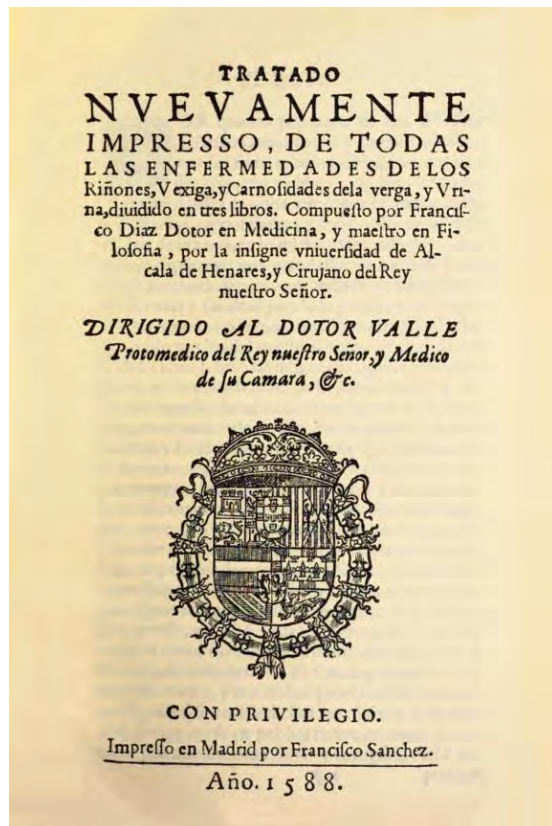 TRATADO
NVEVAMENTE
IMPRESSO, DE TODAS
LAS ENFERMEDADES DELOS
Riñones, Vexiga, y Carnoſidades dela verga, y Vri-
na, diuidido en tres libros. Compueſto por Franciſ-
co Diaz Dotor en Medicina, y maeſtro en Fi-
loſofia , por la inſigne vniuerſidad de Al-
cala de Henares, y Cirujano del Rey
nueſtro Señor.
DIRIGIDO AL DOTOR VALLE
Protomedico del Rey nueſtro Señor, y Medico
de ſu Camara, &c.
CON PRIVILEGIO.
Impreſſo en Madrid por Franciſco Sanchez.
Año. 1588.